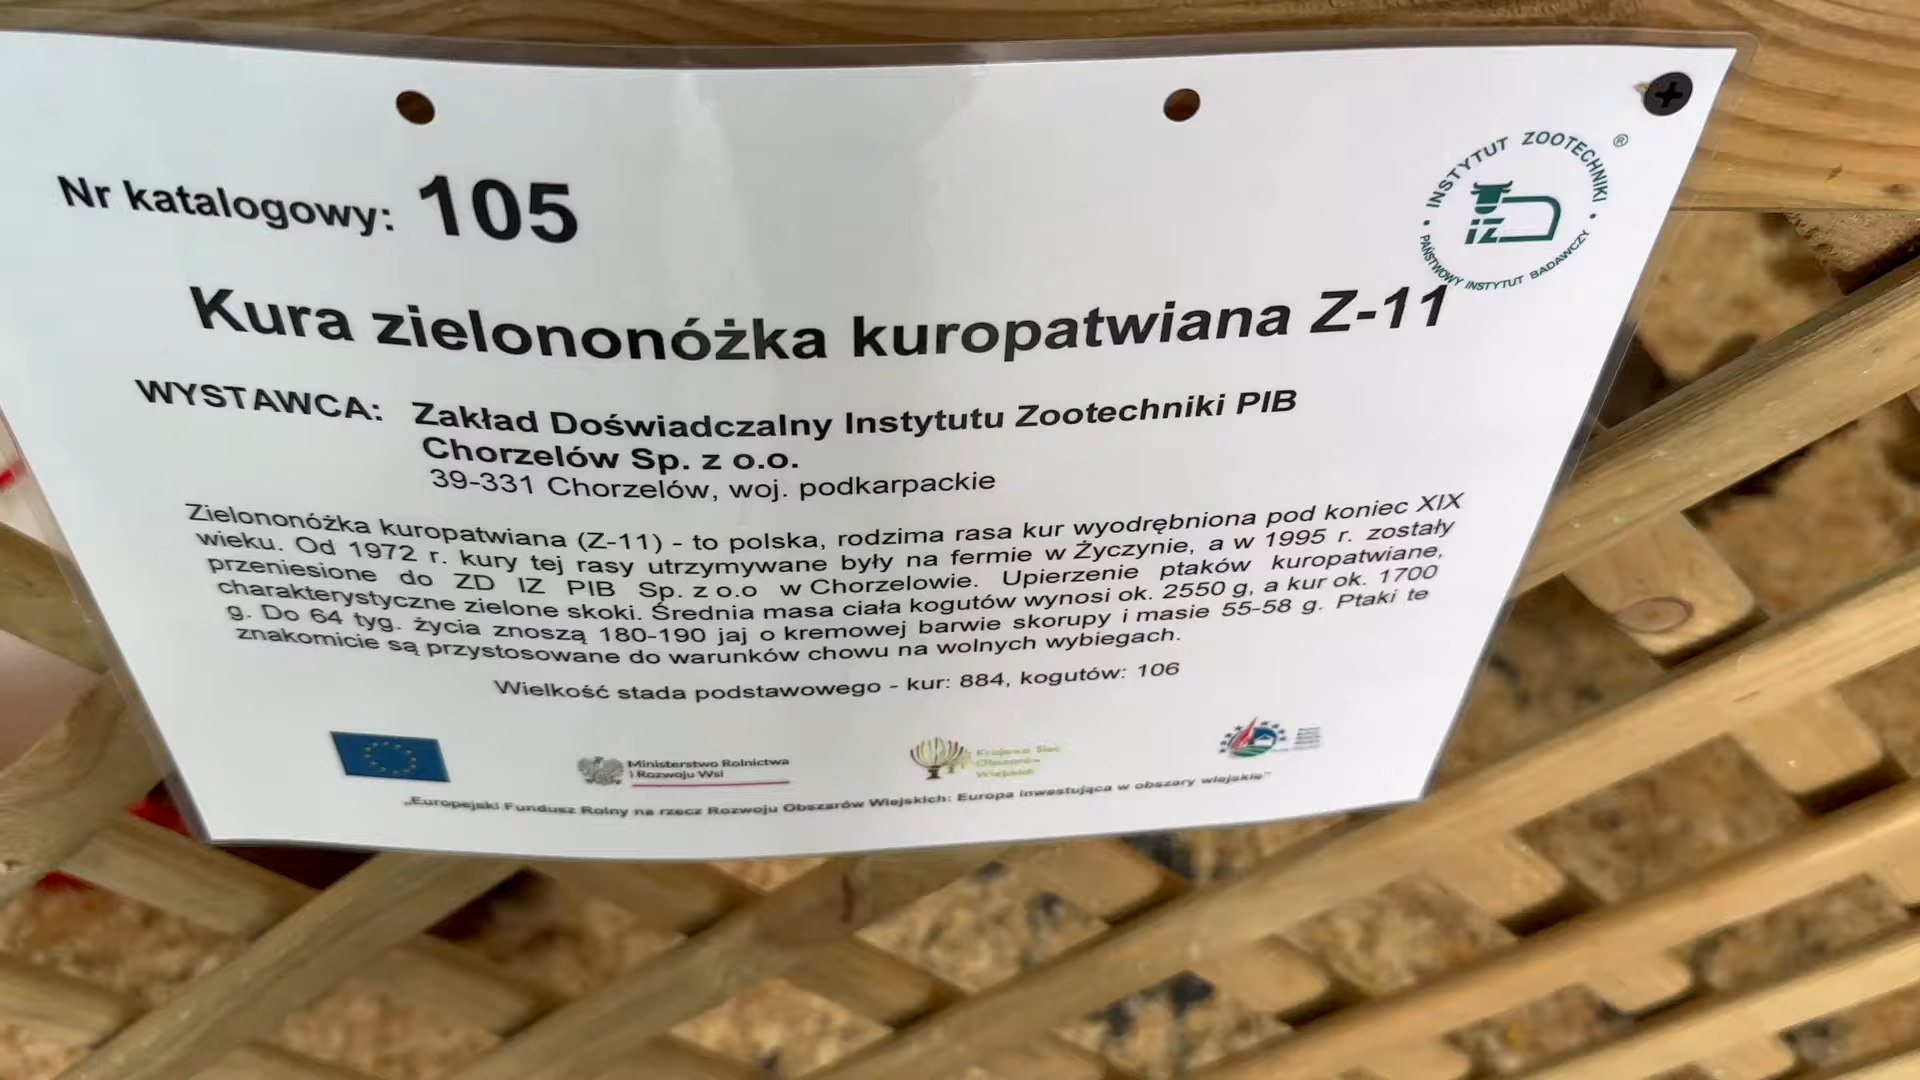 Nr katalogowy: 105
INSTYTUT ZOOTECHNIKI ®
IZ
PAŃSTWOWY INSTYTUT BADAWCZY
Kura zielononóżka kuropatwiana Z-11
WYSTAWCA: Zakład Doświadczalny Instytutu Zootechniki PIB
Chorzelów Sp. z o.o.
39-331 Chorzelów, woj. podkarpackie
Zielononóżka kuropatwiana (Z-11) - to polska, rodzima rasa kur wyodrębniona pod koniec XIX
wieku. Od 1972 r. kury tej rasy utrzymywane były na fermie w Życzynie, a w 1995 r. zostały
przeniesione do ZD IZ PIB Sp. z o.o w Chorzelowie. Upierzenie ptaków kuropatwiane,
charakterystyczne zielone skoki. Średnia masa ciała kogutów wynosi ok. 2550 g, a kur ok. 1700
g. Do 64 tyg. życia znoszą 180-190 jaj o kremowej barwie skorupy i masie 55-58 g. Ptaki te
znakomicie są przystosowane do warunków chowu na wolnych wybiegach.
Wielkość stada podstawowego - kur: 884, kogutów: 106
Ministerstwo Rolnictwa
i Rozwoju Wsi
Krajowa Sieć
Obszarów
Wiejskich
„Europejski Fundusz Rolny na rzecz Rozwoju Obszarów Wiejskich: Europa inwestująca w obszary wiejskie”